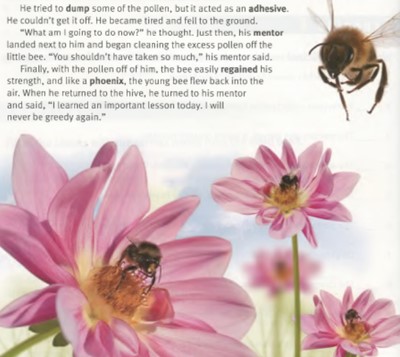 He tried to dump some of the pollen, but it acted as an adhesive.
He couldn't get it off. He became tired and fell to the ground.
"What am I going to do now?" he thought. Just then, his mentor
landed next to him and began cleaning the excess pollen off the
little bee. "You shouldn't have taken so much," his mentor said.
Finally, with the pollen off of him, the bee easily regained his
strength, and like a phoenix, the young bee flew back into the
air. When he returned to the hive, he turned to his mentor
and said, "I learned an important lesson today. I will
never be greedy again."